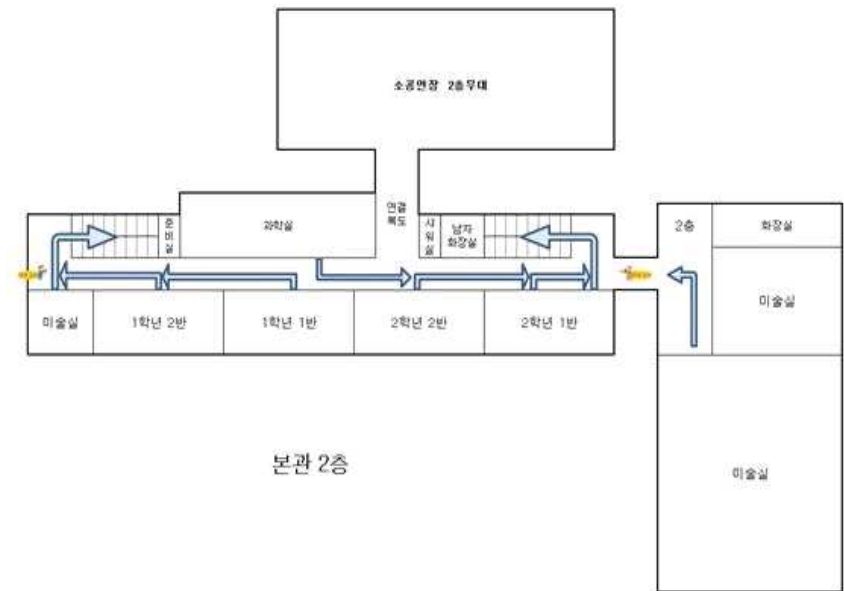 소공연장 2층무대
연결
복도
준
비
실
과학실
샤
워
실
남자
화장실
2층
화장실
미술실
미술실
1학년 2반
1학년 1반
2학년 2반
2학년 1반
미술실
본관 2층